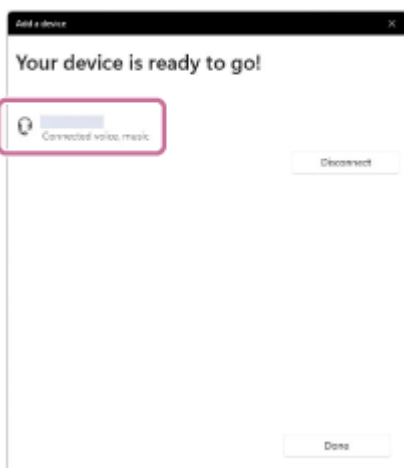 Add a device
Your device is ready to go!
Connected voice, music
Disconnect
Done